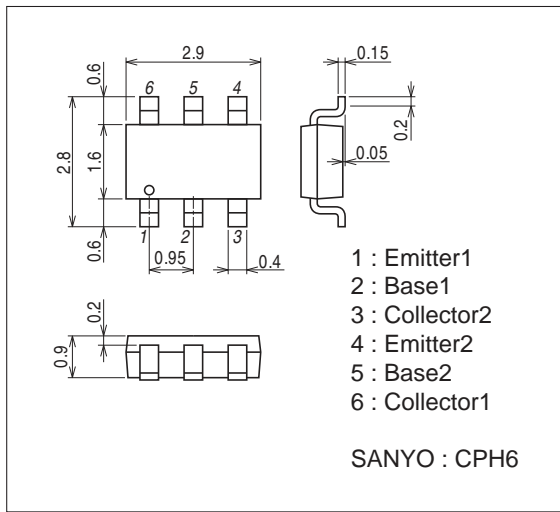 2.9
0.15
0.6
6
5
4
0.2
2.8
1.6
0.05
0.6
1
2
3
0.95
0.4
1 : Emitter1
2 : Base1
3 : Collector2
4 : Emitter2
5 : Base2
6 : Collector1
0.2
0.9
SANYO : CPH6